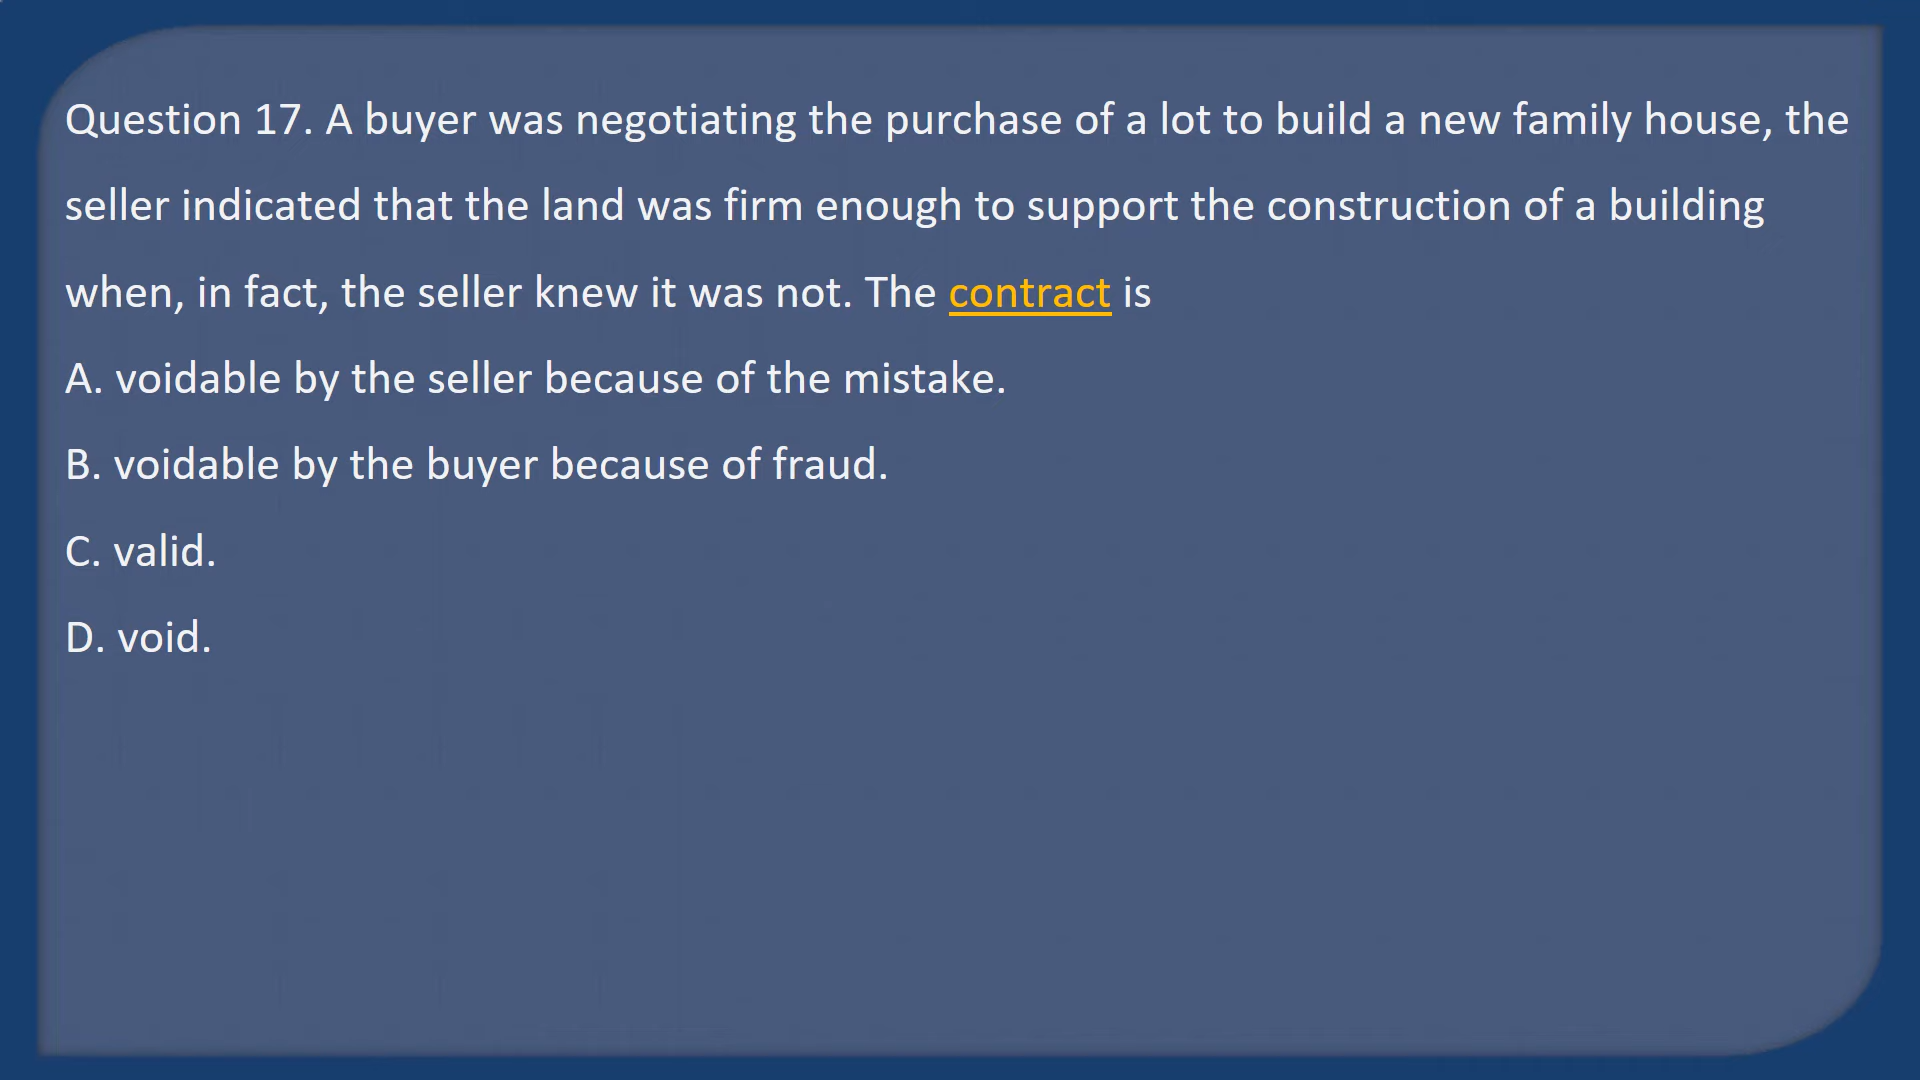 Question 17. A buyer was negotiating the purchase of a lot to build a new family house, the
seller indicated that the land was firm enough to support the construction of a building
when, in fact, the seller knew it was not. The contract is
A. voidable by the seller because of the mistake.
B. voidable by the buyer because of fraud.
C. valid.
D. void.